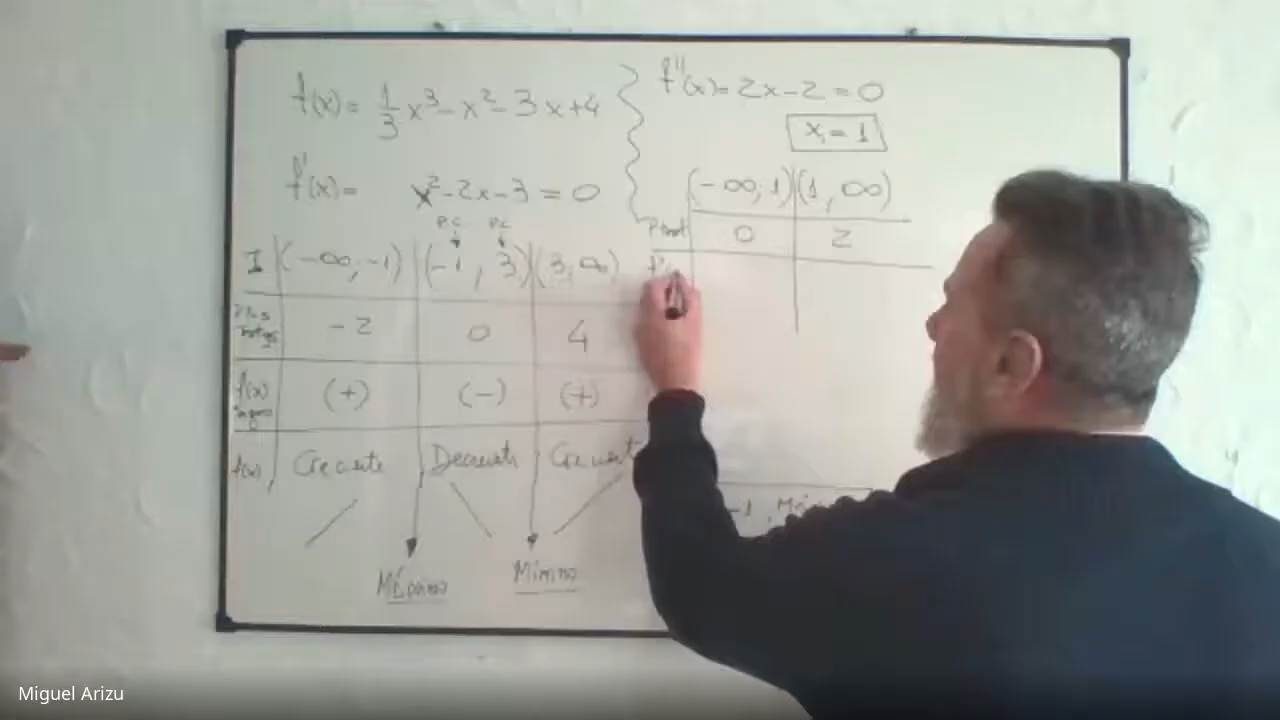 f(x) = 1/3 x³ - x² - 3x + 4
f'(x) = x² - 2x - 3 = 0
P.C. P.C.
I (-∞, -1) (-1, 3) (3, ∞)
-2 0 4
f'(x) (+) (-) (+)
f(x) Creciente Decreciente Creciente
Máximo Mínimo
f''(x) = 2x - 2 = 0
x₁ = 1
(-∞, 1) (1, ∞)
0 2
-1,
Miguel Arizu